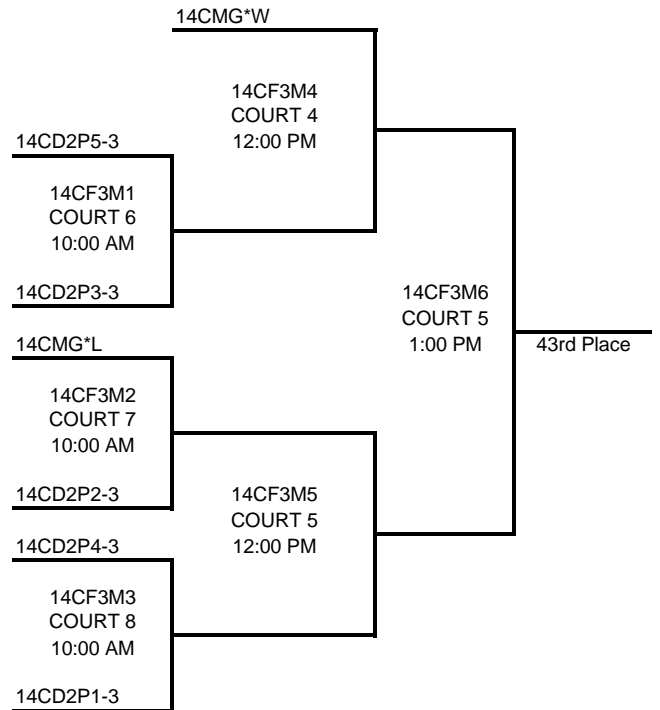 14CMG*W
14CF3M4
COURT 4
12:00 PM
14CD2P5-3
14CF3M1
COURT 6
10:00 AM
14CD2P3-3
14CF3M6
COURT 5
1:00 PM
43rd Place
14CMG*L
14CF3M2
COURT 7
10:00 AM
14CD2P2-3
14CF3M5
COURT 5
12:00 PM
14CD2P4-3
14CF3M3
COURT 8
10:00 AM
14CD2P1-3